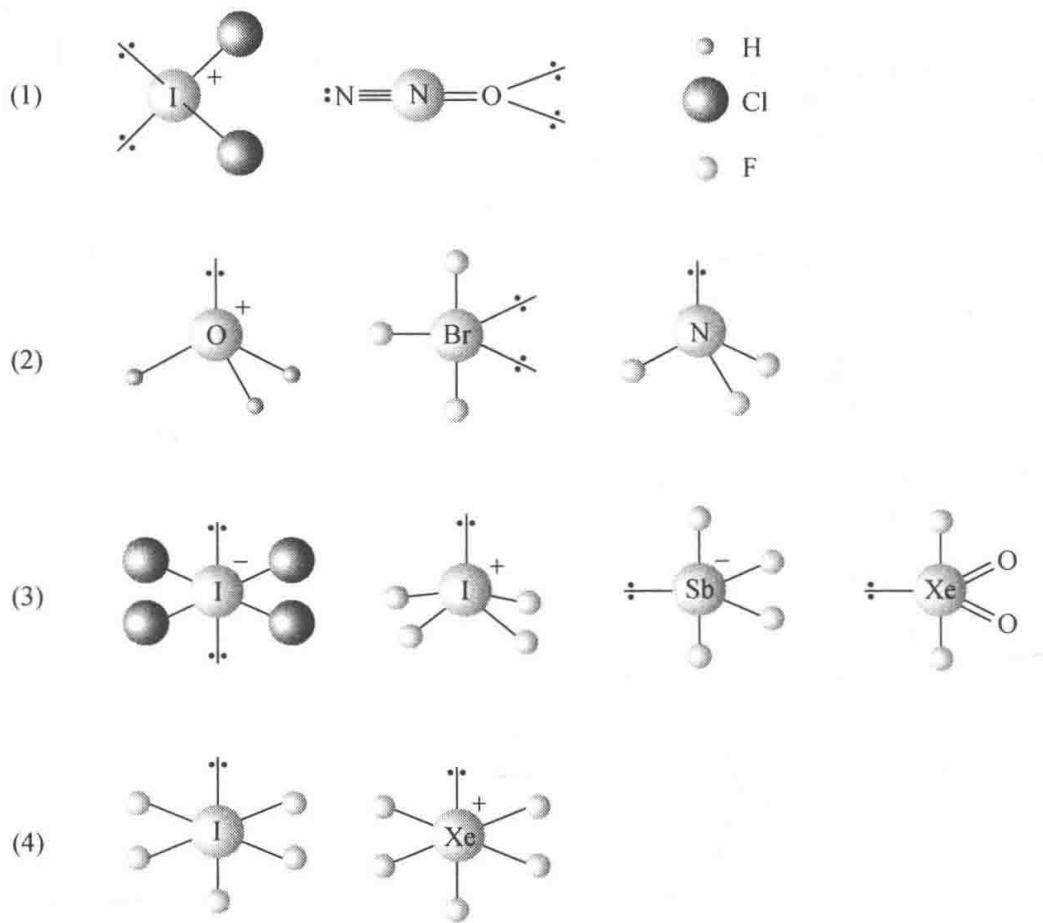 (1) I + :N≡N=O H
Cl
F
(2) O + Br N
(3) I − I + Sb − Xe O O
(4) I Xe +